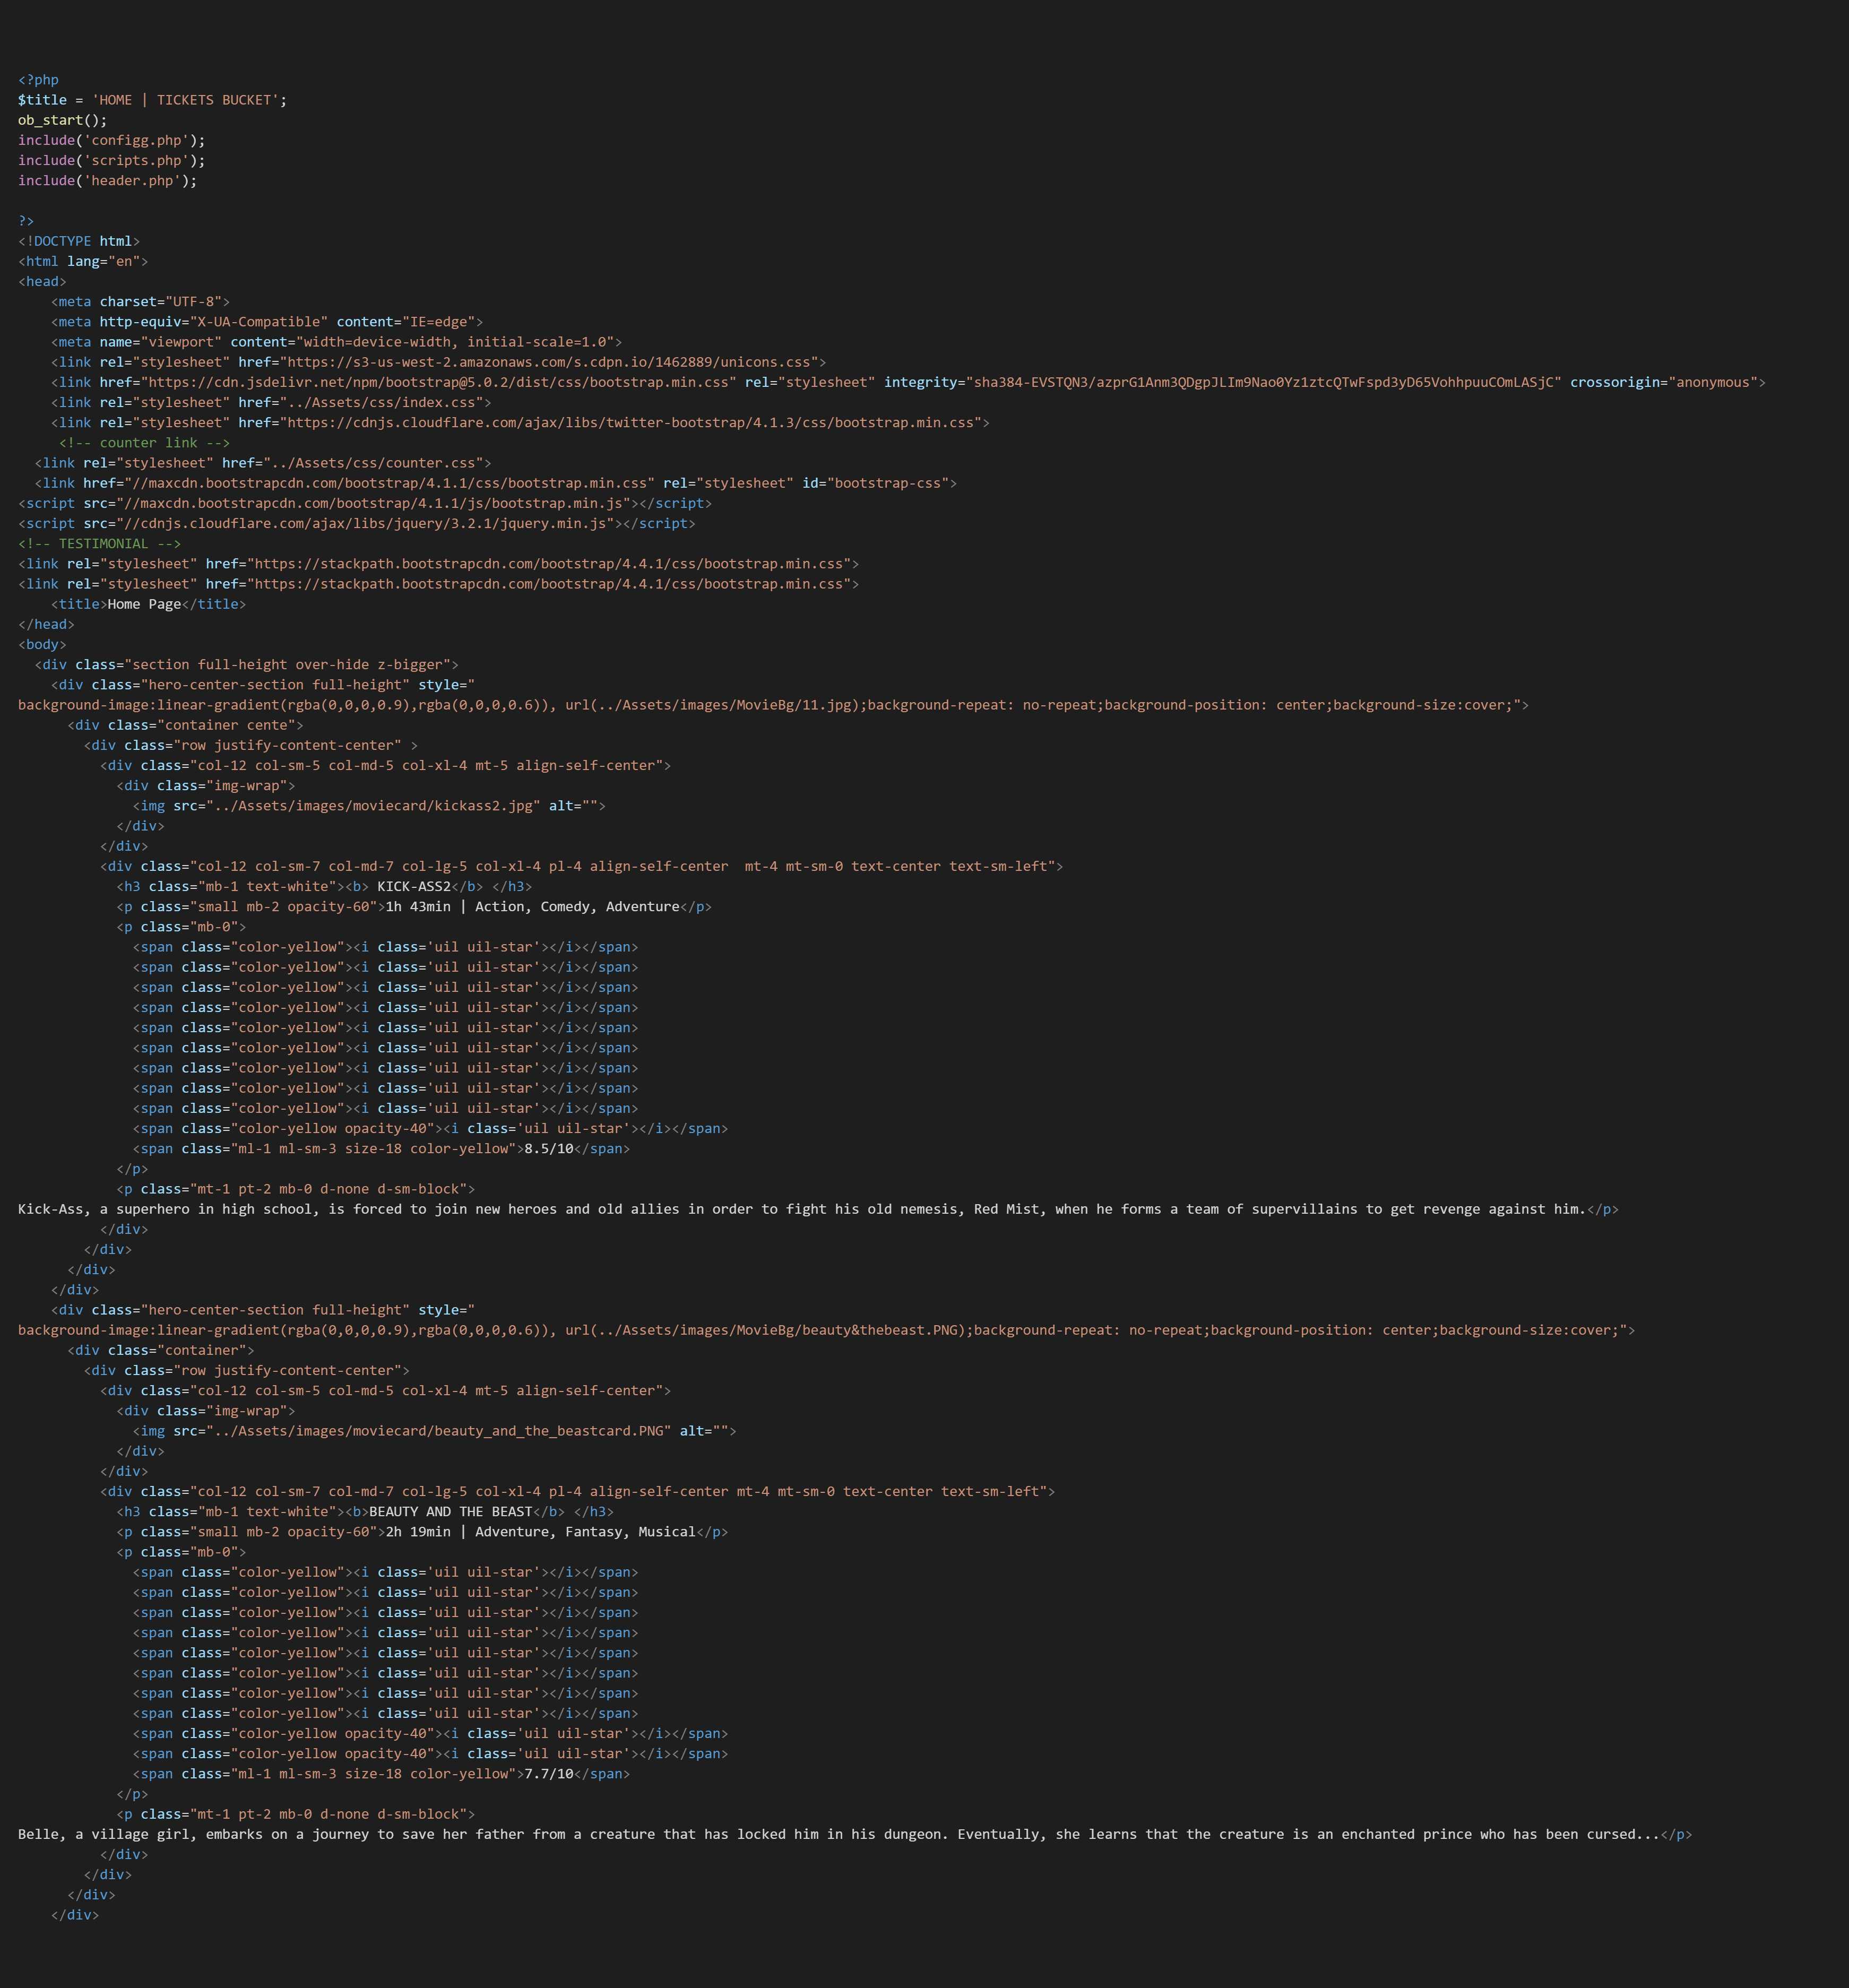 <?php
$title = 'HOME | TICKETS BUCKET';
ob_start();
include('configg.php');
include('scripts.php');
include('header.php');

?>
<!DOCTYPE html>
<html lang="en">
<head>
    <meta charset="UTF-8">
    <meta http-equiv="X-UA-Compatible" content="IE=edge">
    <meta name="viewport" content="width=device-width, initial-scale=1.0">
    <link rel="stylesheet" href="https://s3-us-west-2.amazonaws.com/s.cdpn.io/1462889/unicons.css">
    <link href="https://cdn.jsdelivr.net/npm/bootstrap@5.0.2/dist/css/bootstrap.min.css" rel="stylesheet" integrity="sha384-EVSTQN3/azprG1Anm3QDgpJLIm9Nao0Yz1ztcQTwFspd3yD65VohhpuuCOmLASjC" crossorigin="anonymous">
    <link rel="stylesheet" href="../Assets/css/index.css">
    <link rel="stylesheet" href="https://cdnjs.cloudflare.com/ajax/libs/twitter-bootstrap/4.1.3/css/bootstrap.min.css">
     <!-- counter link -->
  <link rel="stylesheet" href="../Assets/css/counter.css">
  <link href="//maxcdn.bootstrapcdn.com/bootstrap/4.1.1/css/bootstrap.min.css" rel="stylesheet" id="bootstrap-css">
<script src="//maxcdn.bootstrapcdn.com/bootstrap/4.1.1/js/bootstrap.min.js"></script>
<script src="//cdnjs.cloudflare.com/ajax/libs/jquery/3.2.1/jquery.min.js"></script>
<!-- TESTIMONIAL -->
<link rel="stylesheet" href="https://stackpath.bootstrapcdn.com/bootstrap/4.4.1/css/bootstrap.min.css">
<link rel="stylesheet" href="https://stackpath.bootstrapcdn.com/bootstrap/4.4.1/css/bootstrap.min.css">
    <title>Home Page</title>
</head>
<body>
  <div class="section full-height over-hide z-bigger">
    <div class="hero-center-section full-height" style="
background-image:linear-gradient(rgba(0,0,0,0.9),rgba(0,0,0,0.6)), url(../Assets/images/MovieBg/11.jpg);background-repeat: no-repeat;background-position: center;background-size:cover;">
      <div class="container cente">
        <div class="row justify-content-center" >
          <div class="col-12 col-sm-5 col-md-5 col-xl-4 mt-5 align-self-center">
            <div class="img-wrap">
              <img src="../Assets/images/moviecard/kickass2.jpg" alt="">
            </div>
          </div>
          <div class="col-12 col-sm-7 col-md-7 col-lg-5 col-xl-4 pl-4 align-self-center  mt-4 mt-sm-0 text-center text-sm-left">
            <h3 class="mb-1 text-white"><b> KICK-ASS2</b> </h3>
            <p class="small mb-2 opacity-60">1h 43min | Action, Comedy, Adventure</p>
            <p class="mb-0">
              <span class="color-yellow"><i class='uil uil-star'></i></span>
              <span class="color-yellow"><i class='uil uil-star'></i></span>
              <span class="color-yellow"><i class='uil uil-star'></i></span>
              <span class="color-yellow"><i class='uil uil-star'></i></span>
              <span class="color-yellow"><i class='uil uil-star'></i></span>
              <span class="color-yellow"><i class='uil uil-star'></i></span>
              <span class="color-yellow"><i class='uil uil-star'></i></span>
              <span class="color-yellow"><i class='uil uil-star'></i></span>
              <span class="color-yellow"><i class='uil uil-star'></i></span>
              <span class="color-yellow opacity-40"><i class='uil uil-star'></i></span>
              <span class="ml-1 ml-sm-3 size-18 color-yellow">8.5/10</span>
            </p>
            <p class="mt-1 pt-2 mb-0 d-none d-sm-block">
Kick-Ass, a superhero in high school, is forced to join new heroes and old allies in order to fight his old nemesis, Red Mist, when he forms a team of supervillains to get revenge against him.</p>
          </div>
        </div>
      </div>
    </div>
    <div class="hero-center-section full-height" style="
background-image:linear-gradient(rgba(0,0,0,0.9),rgba(0,0,0,0.6)), url(../Assets/images/MovieBg/beauty&thebeast.PNG);background-repeat: no-repeat;background-position: center;background-size:cover;">
      <div class="container">
        <div class="row justify-content-center">
          <div class="col-12 col-sm-5 col-md-5 col-xl-4 mt-5 align-self-center">
            <div class="img-wrap">
              <img src="../Assets/images/moviecard/beauty_and_the_beastcard.PNG" alt="">
            </div>
          </div>
          <div class="col-12 col-sm-7 col-md-7 col-lg-5 col-xl-4 pl-4 align-self-center mt-4 mt-sm-0 text-center text-sm-left">
            <h3 class="mb-1 text-white"><b>BEAUTY AND THE BEAST</b> </h3>
            <p class="small mb-2 opacity-60">2h 19min | Adventure, Fantasy, Musical</p>
            <p class="mb-0">
              <span class="color-yellow"><i class='uil uil-star'></i></span>
              <span class="color-yellow"><i class='uil uil-star'></i></span>
              <span class="color-yellow"><i class='uil uil-star'></i></span>
              <span class="color-yellow"><i class='uil uil-star'></i></span>
              <span class="color-yellow"><i class='uil uil-star'></i></span>
              <span class="color-yellow"><i class='uil uil-star'></i></span>
              <span class="color-yellow"><i class='uil uil-star'></i></span>
              <span class="color-yellow"><i class='uil uil-star'></i></span>
              <span class="color-yellow opacity-40"><i class='uil uil-star'></i></span>
              <span class="color-yellow opacity-40"><i class='uil uil-star'></i></span>
              <span class="ml-1 ml-sm-3 size-18 color-yellow">7.7/10</span>
            </p>
            <p class="mt-1 pt-2 mb-0 d-none d-sm-block">
Belle, a village girl, embarks on a journey to save her father from a creature that has locked him in his dungeon. Eventually, she learns that the creature is an enchanted prince who has been cursed...</p>
          </div>
        </div>
      </div>
    </div>